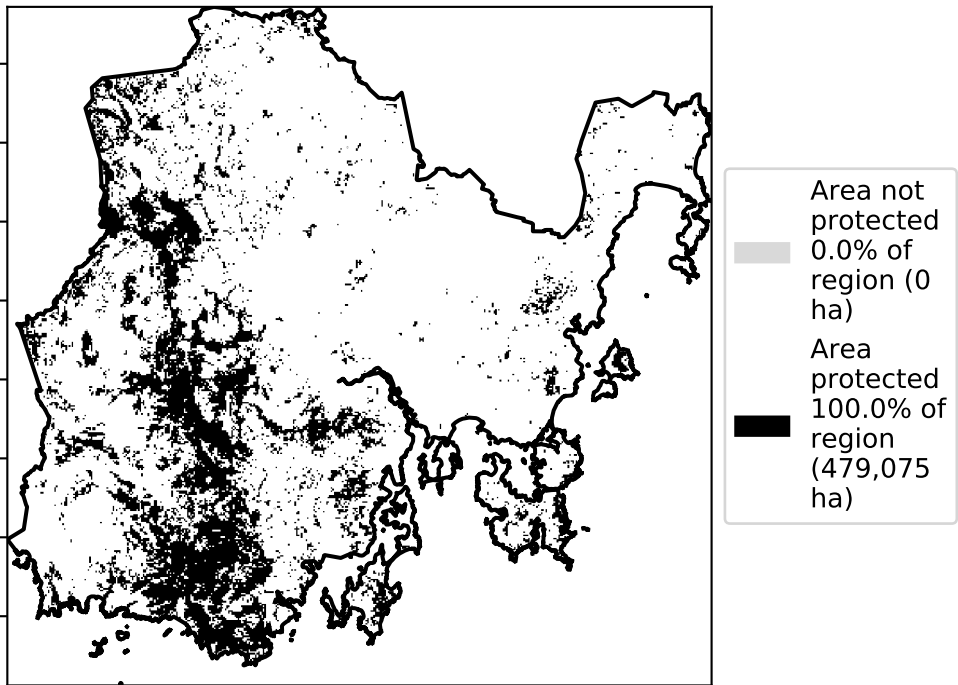 Area not
protected
0.0% of
region (0
ha)
Area
protected
100.0% of
region
(479,075
ha)